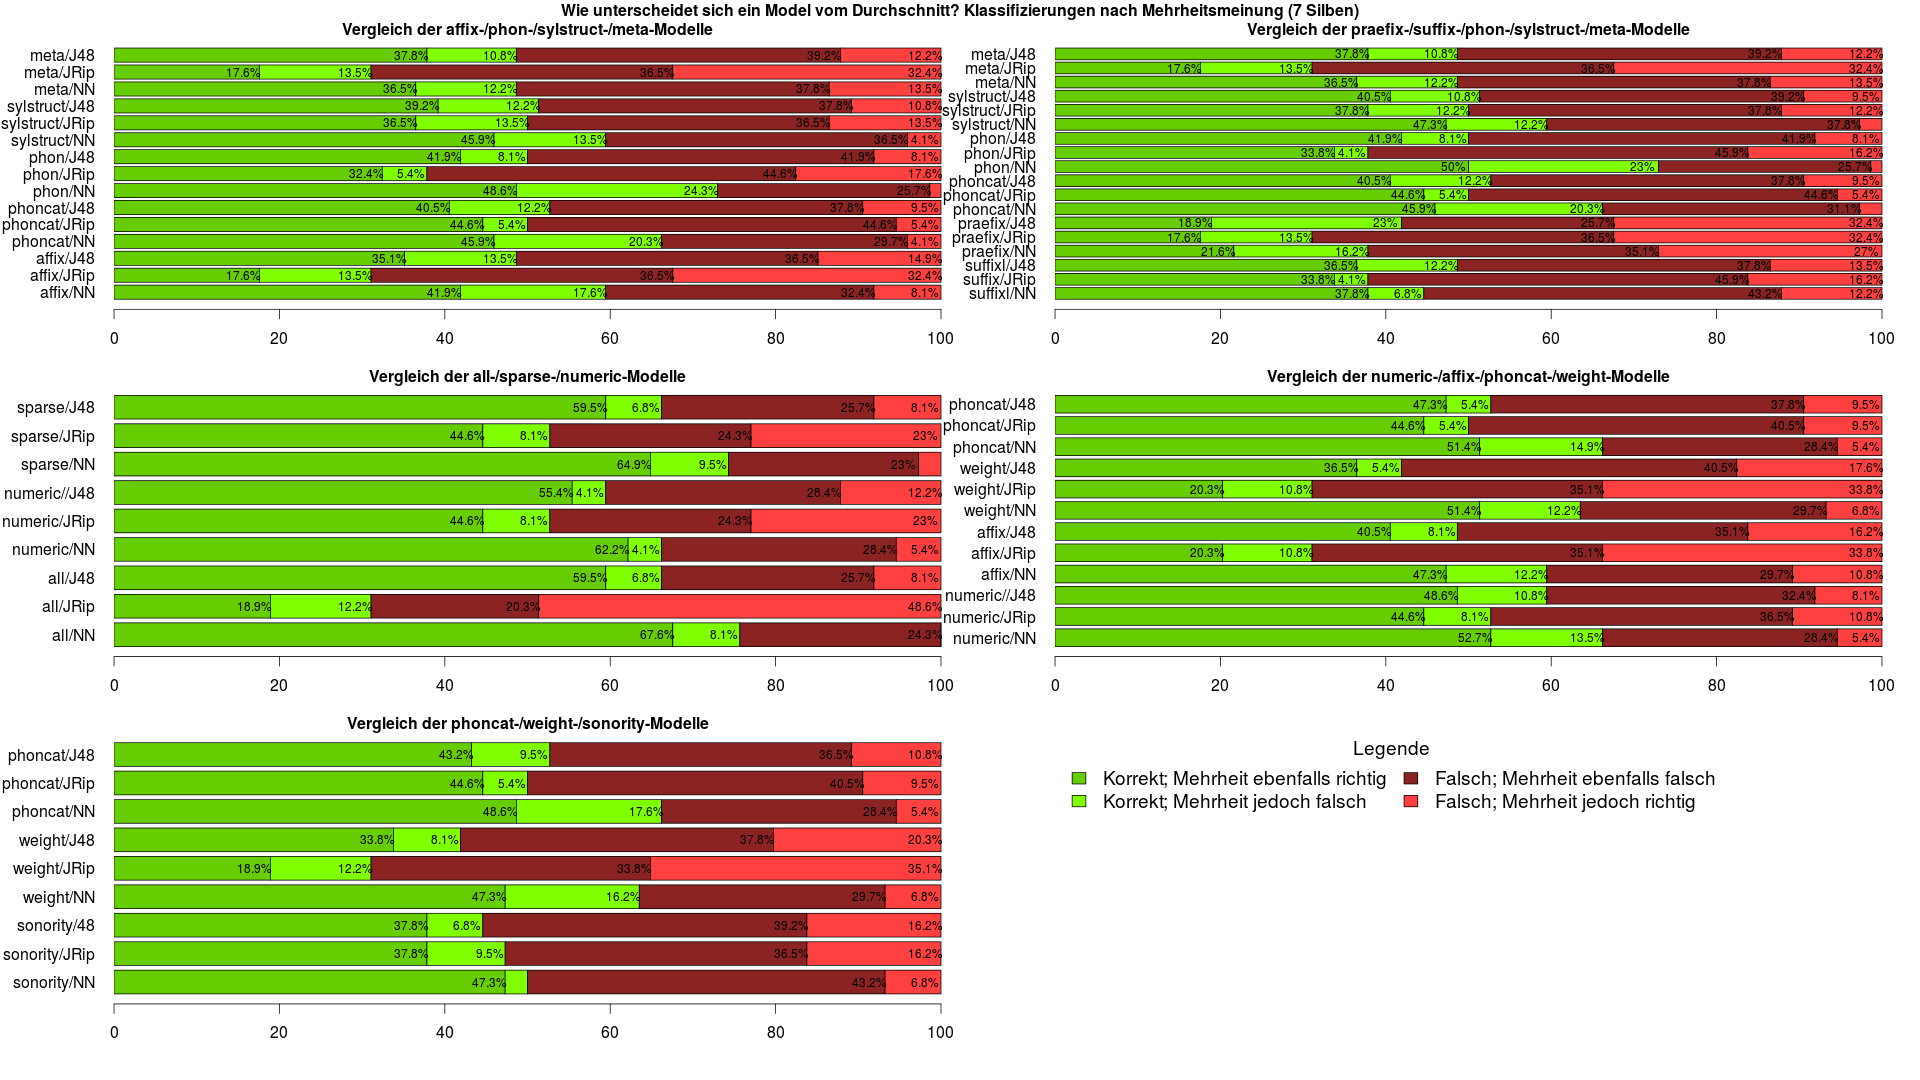 Wie unterscheidet sich ein Model vom Durchschnitt? Klassifizierungen nach Mehrheitsmeinung (7 Silben)
Vergleich der affix-/phon-/sylstruct-/meta-Modelle
meta/J48 37.8% 10.8% 39.2% 12.2%
meta/JRip 17.6% 13.5% 36.5% 32.4%
meta/NN 36.5% 12.2% 37.8% 13.5%
sylstruct/J48 39.2% 12.2% 37.8% 10.8%
sylstruct/JRip 36.5% 13.5% 36.5% 13.5%
sylstruct/NN 45.9% 13.5% 36.5% 4.1%
phon/J48 41.9% 8.1% 41.9% 8.1%
phon/JRip 32.4% 5.4% 44.6% 17.6%
phon/NN 48.6% 24.3% 25.7%
phoncat/J48 40.5% 12.2% 37.8% 9.5%
phoncat/JRip 44.6% 5.4% 44.6% 5.4%
phoncat/NN 45.9% 20.3% 29.7% 4.1%
affix/J48 35.1% 13.5% 36.5% 14.9%
affix/JRip 17.6% 13.5% 36.5% 32.4%
affix/NN 41.9% 17.6% 32.4% 8.1%
0 20 40 60 80 100
Vergleich der praefix-/suffix-/phon-/sylstruct-/meta-Modelle
meta/J48 37.8% 10.8% 39.2% 12.2%
meta/JRip 17.6% 13.5% 36.5% 32.4%
meta/NN 36.5% 12.2% 37.8% 13.5%
sylstruct/J48 40.5% 10.8% 39.2% 9.5%
sylstruct/JRip 37.8% 12.2% 37.8% 12.2%
sylstruct/NN 47.3% 12.2% 37.8%
phon/J48 41.9% 8.1% 41.9% 8.1%
phon/JRip 33.8% 4.1% 45.9% 16.2%
phon/NN 50% 23% 25.7%
phoncat/J48 40.5% 12.2% 37.8% 9.5%
phoncat/JRip 44.6% 5.4% 44.6% 5.4%
phoncat/NN 45.9% 20.3% 31.1%
praefix/J48 18.9% 23% 25.7% 32.4%
praefix/JRip 17.6% 13.5% 36.5% 32.4%
praefix/NN 21.6% 16.2% 35.1% 27%
suffixl/J48 36.5% 12.2% 37.8% 13.5%
suffix/JRip 33.8% 4.1% 45.9% 16.2%
suffixl/NN 37.8% 6.8% 43.2% 12.2%
0 20 40 60 80 100
Vergleich der all-/sparse-/numeric-Modelle
sparse/J48 59.5% 6.8% 25.7% 8.1%
sparse/JRip 44.6% 8.1% 24.3% 23%
sparse/NN 64.9% 9.5% 23%
numeric//J48 55.4% 4.1% 28.4% 12.2%
numeric/JRip 44.6% 8.1% 24.3% 23%
numeric/NN 62.2% 4.1% 28.4% 5.4%
all/J48 59.5% 6.8% 25.7% 8.1%
all/JRip 18.9% 12.2% 20.3% 48.6%
all/NN 67.6% 8.1% 24.3%
0 20 40 60 80 100
Vergleich der numeric-/affix-/phoncat-/weight-Modelle
phoncat/J48 47.3% 5.4% 37.8% 9.5%
phoncat/JRip 44.6% 5.4% 40.5% 9.5%
phoncat/NN 51.4% 14.9% 28.4% 5.4%
weight/J48 36.5% 5.4% 40.5% 17.6%
weight/JRip 20.3% 10.8% 35.1% 33.8%
weight/NN 51.4% 12.2% 29.7% 6.8%
affix/J48 40.5% 8.1% 35.1% 16.2%
affix/JRip 20.3% 10.8% 35.1% 33.8%
affix/NN 47.3% 12.2% 29.7% 10.8%
numeric//J48 48.6% 10.8% 32.4% 8.1%
numeric/JRip 44.6% 8.1% 36.5% 10.8%
numeric/NN 52.7% 13.5% 28.4% 5.4%
0 20 40 60 80 100
Vergleich der phoncat-/weight-/sonority-Modelle
phoncat/J48 43.2% 9.5% 36.5% 10.8%
phoncat/JRip 44.6% 5.4% 40.5% 9.5%
phoncat/NN 48.6% 17.6% 28.4% 5.4%
weight/J48 33.8% 8.1% 37.8% 20.3%
weight/JRip 18.9% 12.2% 33.8% 35.1%
weight/NN 47.3% 16.2% 29.7% 6.8%
sonority/48 37.8% 6.8% 39.2% 16.2%
sonority/JRip 37.8% 9.5% 36.5% 16.2%
sonority/NN 47.3% 43.2% 6.8%
0 20 40 60 80 100
Legende
Korrekt; Mehrheit ebenfalls richtig Falsch; Mehrheit ebenfalls falsch
Korrekt; Mehrheit jedoch falsch Falsch; Mehrheit jedoch richtig